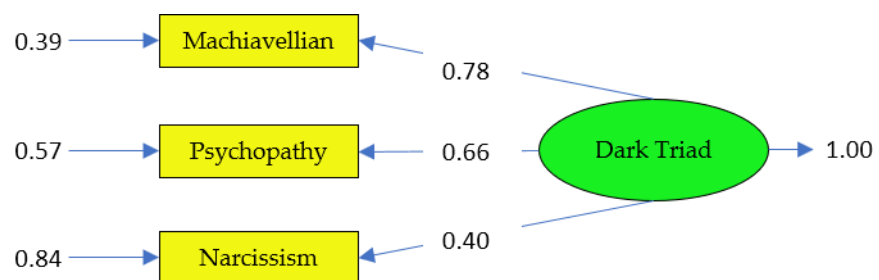 0.39
Machiavellian
0.78
0.57
Psychopathy
0.66
Dark Triad
1.00
0.40
0.84
Narcissism